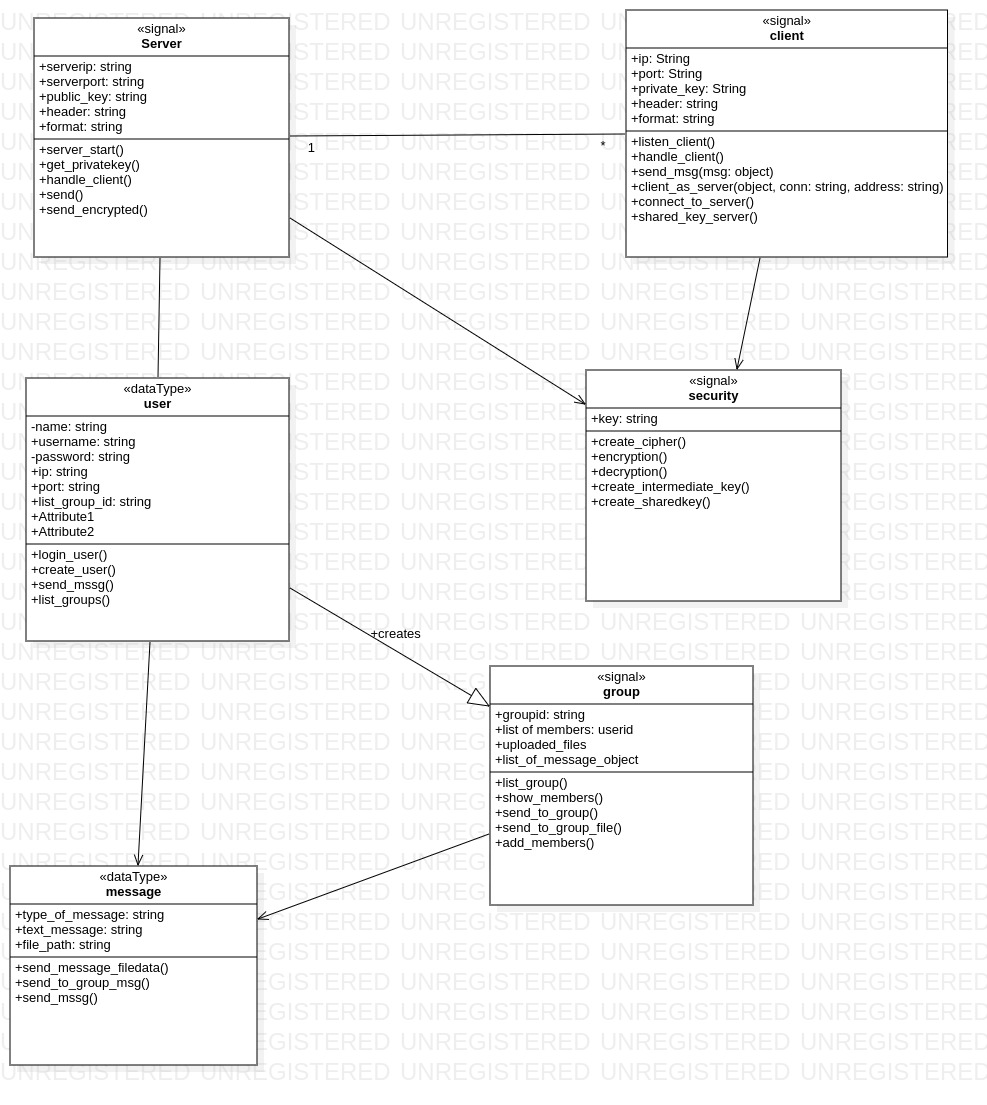 «signal»
Server
+serverip: string
+serverport: string
+public_key: string
+header: string
+format: string
+server_start()
+get_privatekey()
+handle_client()
+send()
+send_encrypted()
«signal»
client
+ip: String
+port: String
+private_key: String
+header: string
+format: string
+listen_client()
+handle_client()
+send_msg(msg: object)
+client_as_server(object, conn: string, address: string)
+connect_to_server()
+shared_key_server()
1
*
«dataType»
user
-name: string
+username: string
-password: string
+ip: string
+port: string
+list_group_id: string
+Attribute1
+Attribute2
+login_user()
+create_user()
+send_mssg()
+list_groups()
«signal»
security
+key: string
+create_cipher()
+encryption()
+decryption()
+create_intermediate_key()
+create_sharedkey()
+creates
«signal»
group
+groupid: string
+list of members: userid
+uploaded_files
+list_of_message_object
+list_group()
+show_members()
+send_to_group()
+send_to_group_file()
+add_members()
«dataType»
message
+type_of_message: string
+text_message: string
+file_path: string
+send_message_filedata()
+send_to_group_msg()
+send_mssg()
UNREGISTERED